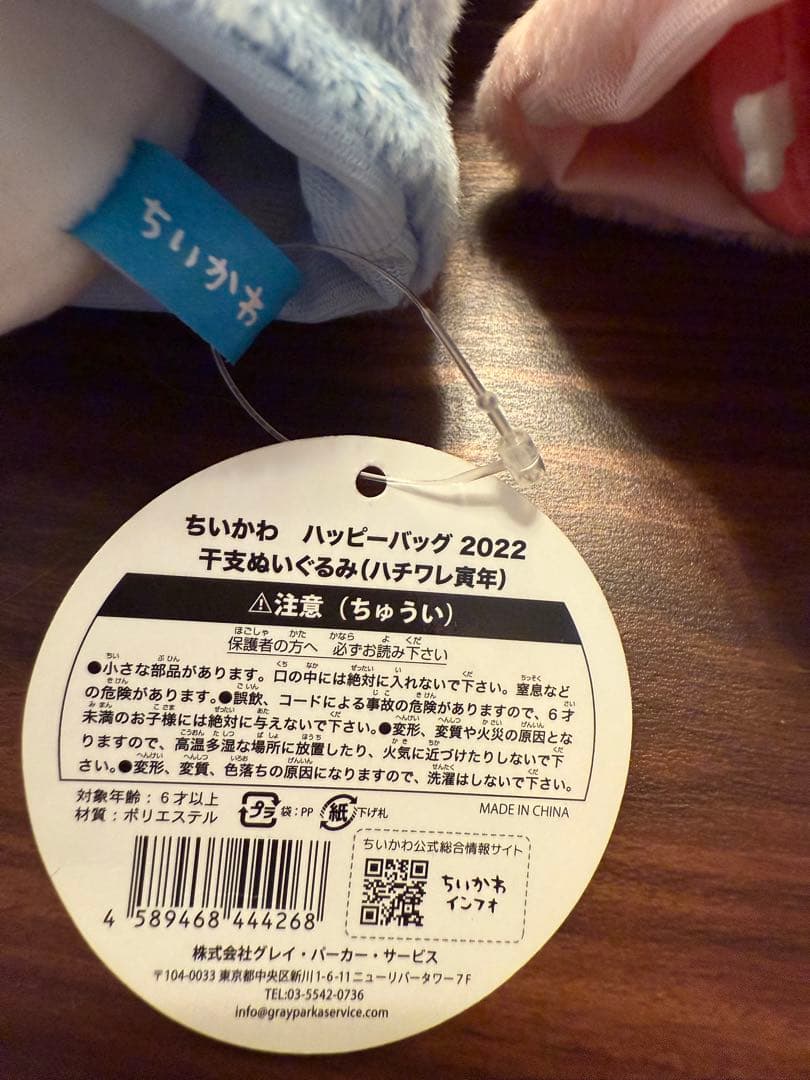 ちいかわ
ちいかわ　ハッピーバッグ 2022
干支ぬいぐるみ（ハチワレ寅年）
⚠注意（ちゅうい）
保護者の方へ　必ずお読み下さい
●小さな部品があります。口の中には絶対に入れないで下さい。窒息など
の危険があります。●誤飲、コードによる事故の危険がありますので、6才
未満のお子様には絶対に与えないで下さい。●変形、変質や火災の原因とな
りますので、高温多湿な場所に放置したり、火気に近づけたりしないで下
さい。●変形、変質、色落ちの原因になりますので、洗濯はしないで下さい。
対象年齢：6才以上
材質：ポリエステル
プラ 袋：PP 紙 下げ札
MADE IN CHINA
4 589468 444268
ちいかわ公式総合情報サイト
ちいかわ
インフォ
株式会社グレイ・パーカー・サービス
〒104-0033 東京都中央区新川1-6-11ニューリバータワー7F
TEL:03-5542-0736
info@grayparkaservice.com